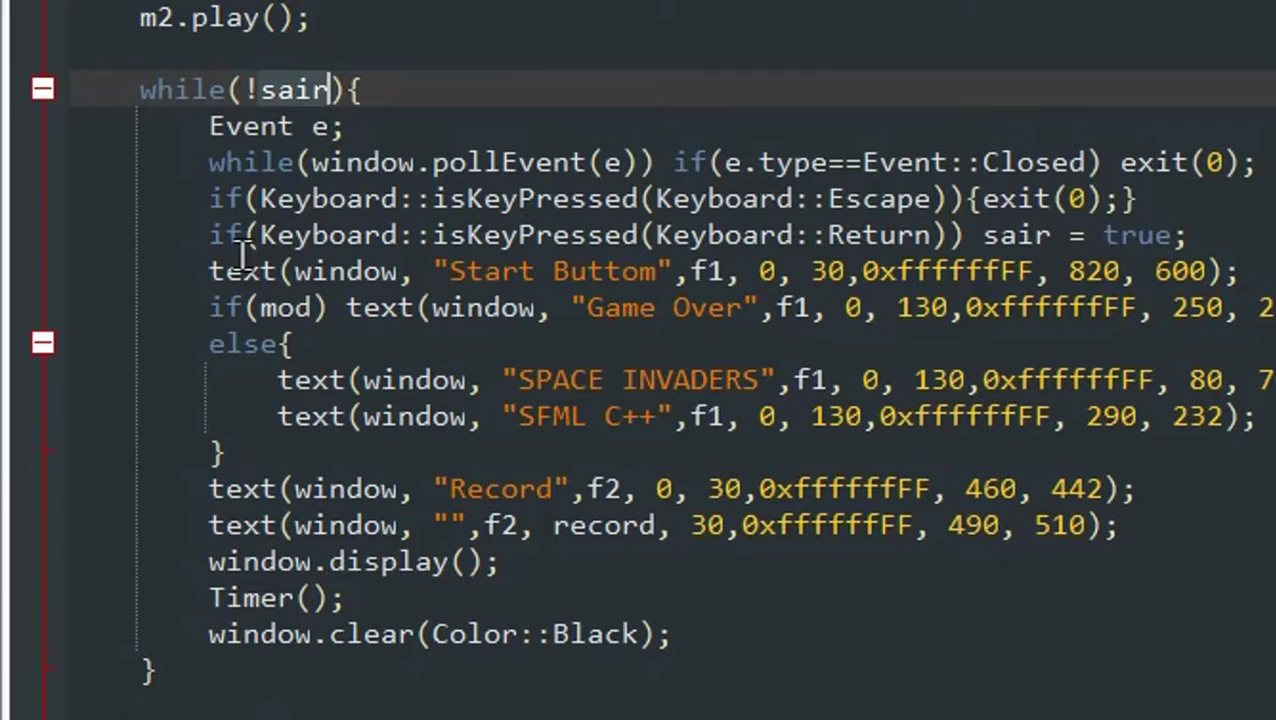 m2.play();
while(!sair){
Event e;
while(window.pollEvent(e)) if(e.type==Event::Closed) exit(0);
if(Keyboard::isKeyPressed(Keyboard::Escape)){exit(0);}
if(Keyboard::isKeyPressed(Keyboard::Return)) sair = true;
text(window, "Start Buttom",f1, 0, 30,0xffffffFF, 820, 600);
if(mod) text(window, "Game Over",f1, 0, 130,0xffffffFF, 250, 2
else{
text(window, "SPACE INVADERS",f1, 0, 130,0xffffffFF, 80, 7
text(window, "SFML C++",f1, 0, 130,0xffffffFF, 290, 232);
}
text(window, "Record",f2, 0, 30,0xffffffFF, 460, 442);
text(window, "",f2, record, 30,0xffffffFF, 490, 510);
window.display();
Timer();
window.clear(Color::Black);
}